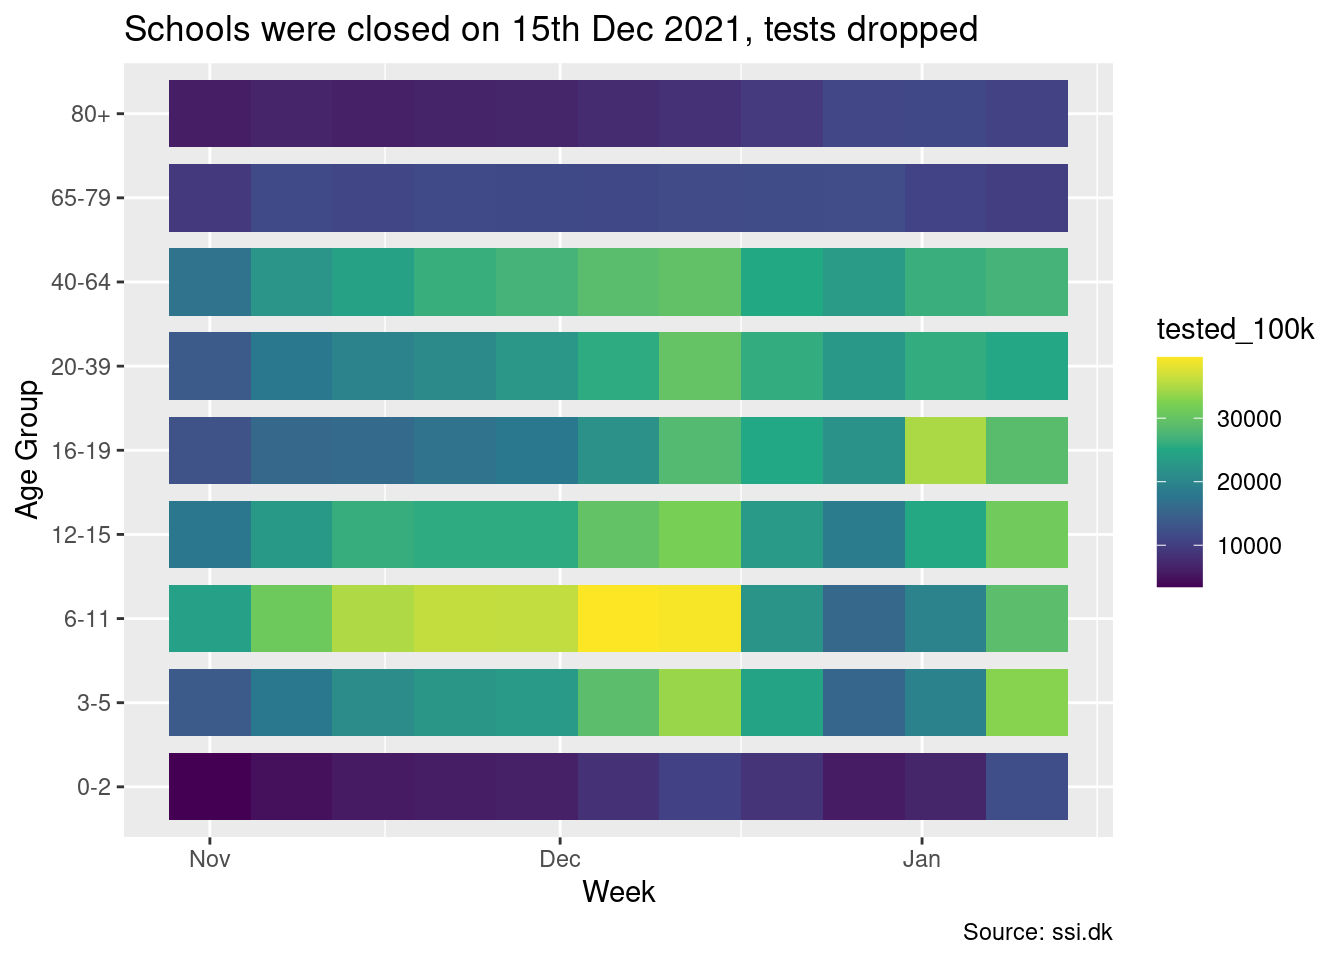 Schools were closed on 15th Dec 2021, tests dropped
80+
65-79
40-64
20-39
16-19
12-15
6-11
3-5
0-2
Age Group
Nov Dec Jan
Week
tested_100k
30000
20000
10000
Source: ssi.dk